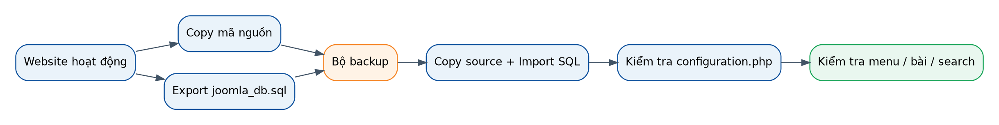 Website hoạt động
Copy mã nguồn
Export joomla_db.sql
Bộ backup
Copy source + Import SQL
Kiểm tra configuration.php
Kiểm tra menu / bài / search